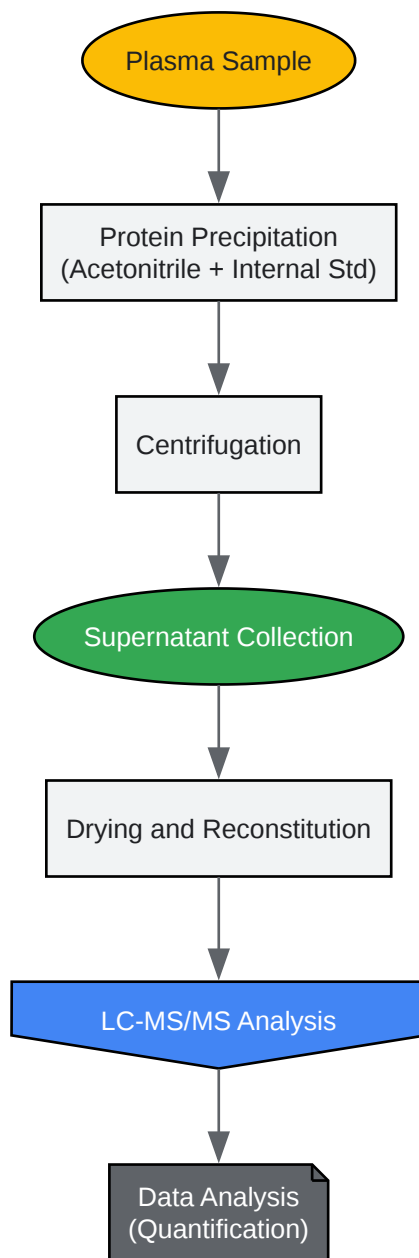 Plasma Sample
Protein Precipitation
(Acetonitrile + Internal Std)
Centrifugation
Supernatant Collection
Drying and Reconstitution
LC-MS/MS Analysis
Data Analysis
(Quantification)